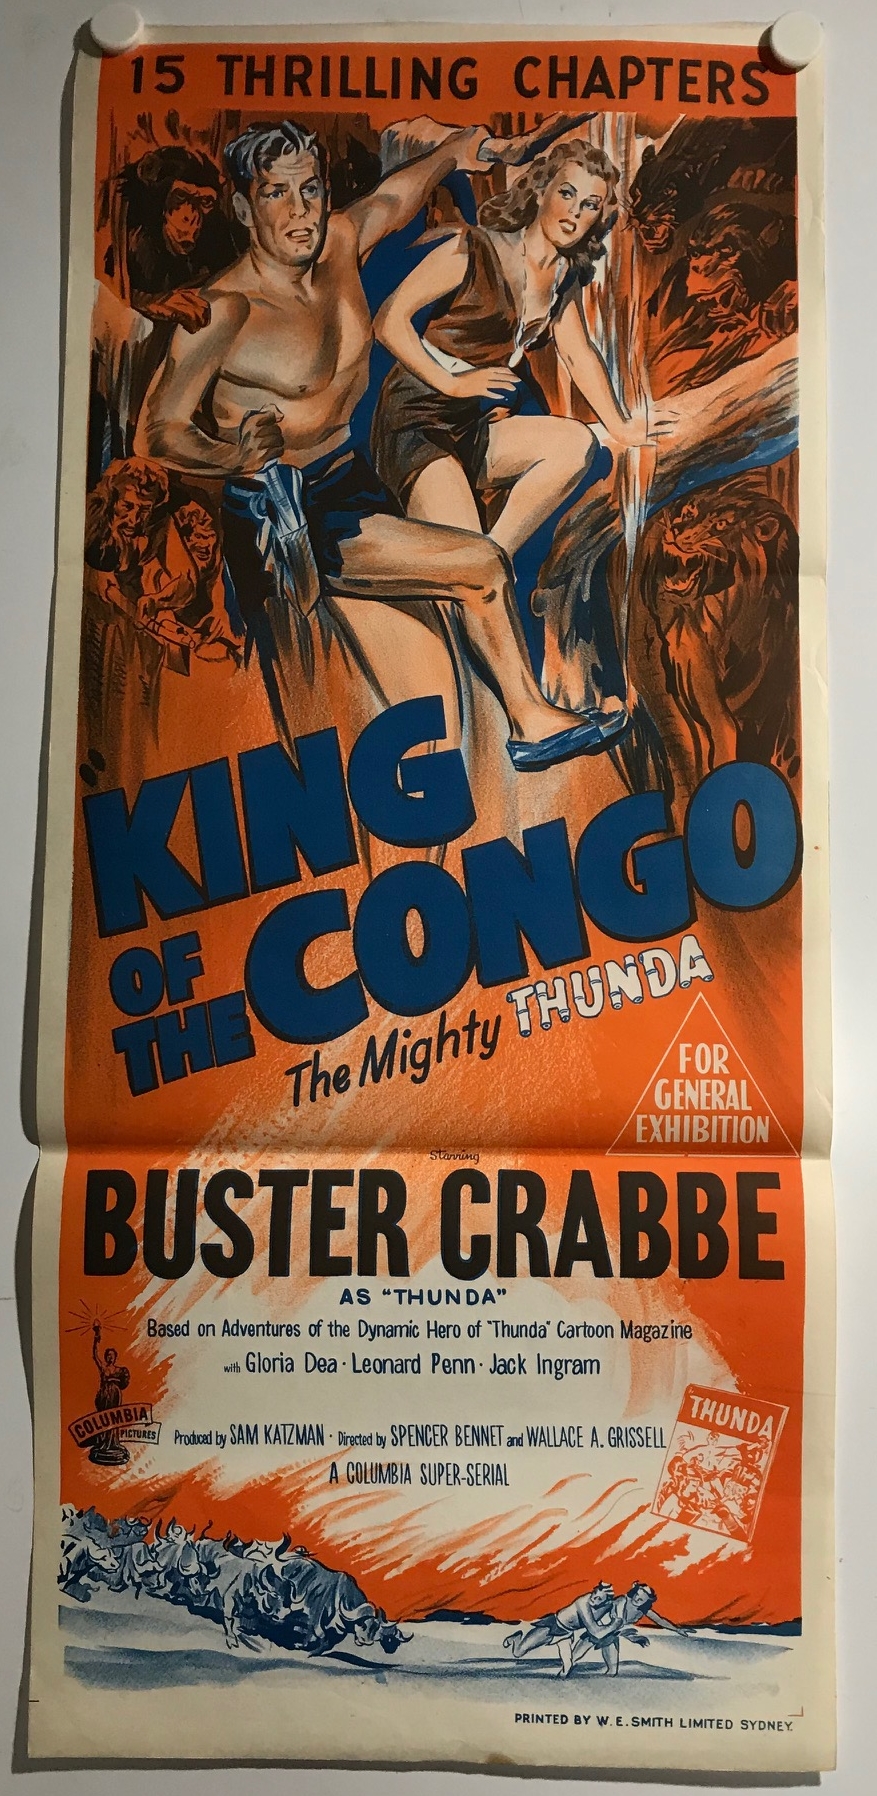 15 THRILLING CHAPTERS
"KING
OF THE CONGO
The Mighty THUNDA
FOR
GENERAL
EXHIBITION
Starring
BUSTER CRABBE
AS "THUNDA"
Based on Adventures of the Dynamic Hero of "Thunda" Cartoon Magazine
with Gloria Dea · Leonard Penn · Jack Ingram
COLUMBIA
PICTURES
THUNDA
Produced by SAM KATZMAN · Directed by SPENCER BENNET and WALLACE A. GRISSELL
A COLUMBIA SUPER-SERIAL
PRINTED BY W.E. SMITH LIMITED SYDNEY.